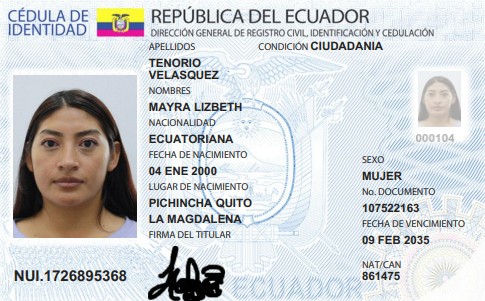 CÉDULA DE IDENTIDAD
REPÚBLICA DEL ECUADOR
DIRECCIÓN GENERAL DE REGISTRO CIVIL, IDENTIFICACIÓN Y CEDULACIÓN
APELLIDOS
CONDICIÓN CIUDADANIA
TENORIO
VELASQUEZ
NOMBRES
MAYRA LIZBETH
NACIONALIDAD
ECUATORIANA
FECHA DE NACIMIENTO
04 ENE 2000
LUGAR DE NACIMIENTO
PICHINCHA QUITO
LA MAGDALENA
FIRMA DEL TITULAR
000104
SEXO
MUJER
No. DOCUMENTO
107522163
FECHA DE VENCIMIENTO
09 FEB 2035
NAT/CAN
861475
NUI.1726895368
ECUADOR